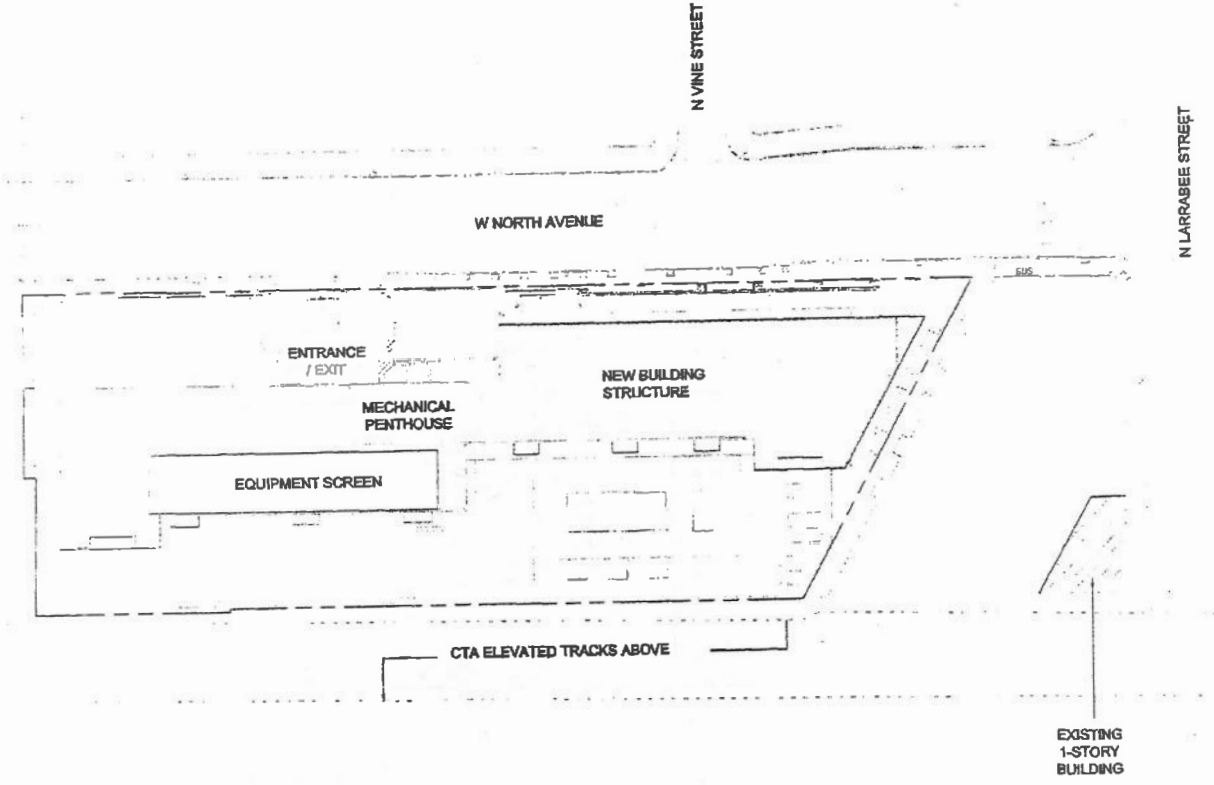 N VINE STREET
N LARRABEE STREET
W NORTH AVENUE
BUS
ENTRANCE
/ EXIT
NEW BUILDING
STRUCTURE
MECHANICAL
PENTHOUSE
EQUIPMENT SCREEN
CTA ELEVATED TRACKS ABOVE
EXISTING
1-STORY
BUILDING